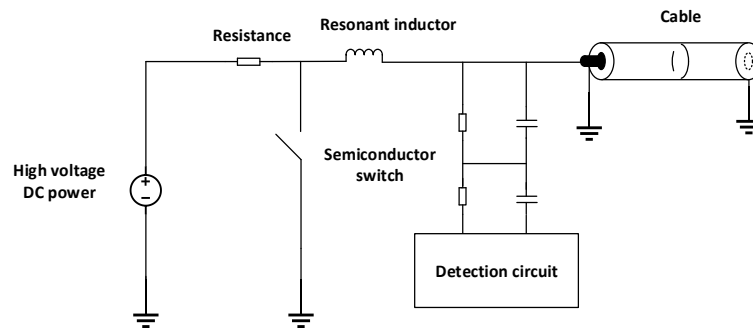 Cable
Resonant inductor
Resistance
Semiconductor
switch
High voltage
DC power
Detection circuit